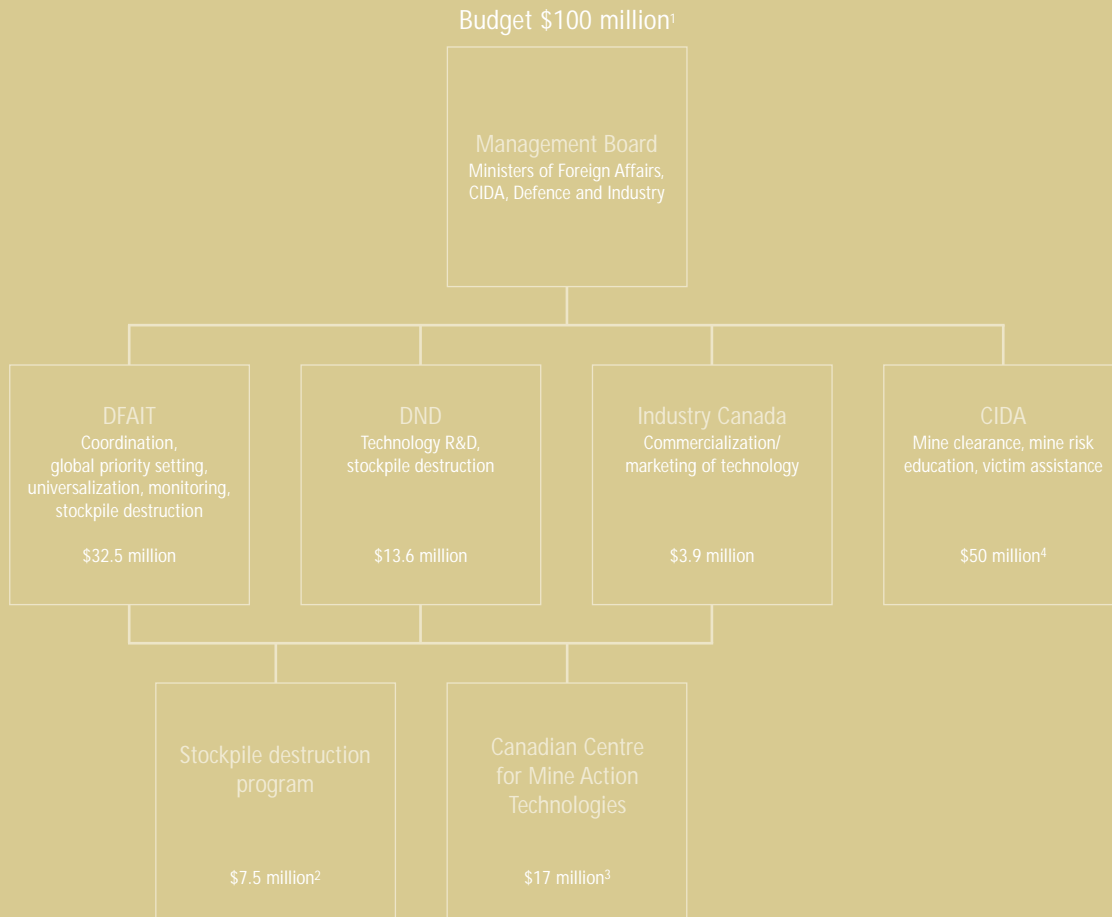 Budget $100 million¹
Management Board
Ministers of Foreign Affairs,
CIDA, Defence and Industry
DFAIT
Coordination,
global priority setting,
universalization, monitoring,
stockpile destruction
$32.5 million
DND
Technology R&D,
stockpile destruction
$13.6 million
Industry Canada
Commercialization/
marketing of technology
$3.9 million
CIDA
Mine clearance, mine risk
education, victim assistance
$50 million⁴
Stockpile destruction
program
$7.5 million²
Canadian Centre
for Mine Action
Technologies
$17 million³